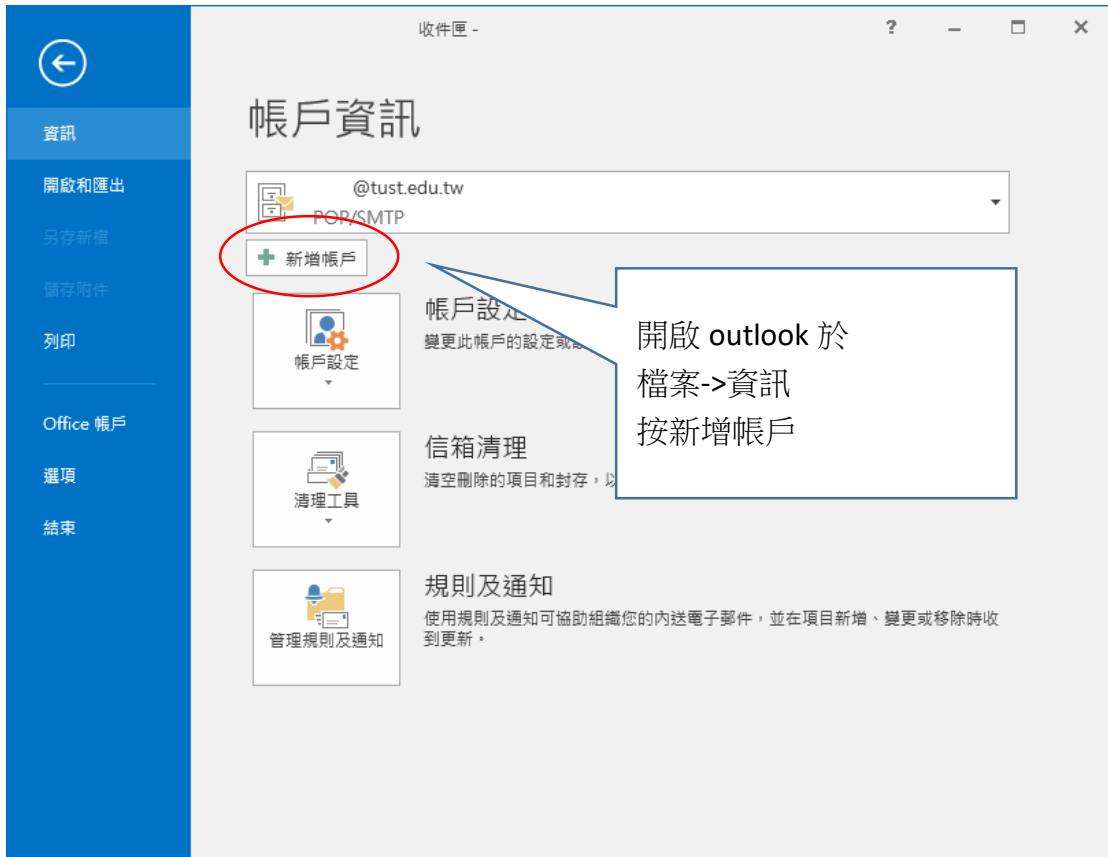 收件匣 -
?
帳戶資訊
資訊
開啟和匯出
另存新檔
儲存附件
列印
Office 帳戶
選項
結束
@tust.edu.tw
POP/SMTP
新增帳戶
帳戶設定
帳戶設定
變更此帳戶的設定或
開啟 outlook 於
檔案->資訊
按新增帳戶
清理工具
信箱清理
清空刪除的項目和封存，以
管理規則及通知
規則及通知
使用規則及通知可協助組織您的內送電子郵件，並在項目新增、變更或移除時收
到更新。